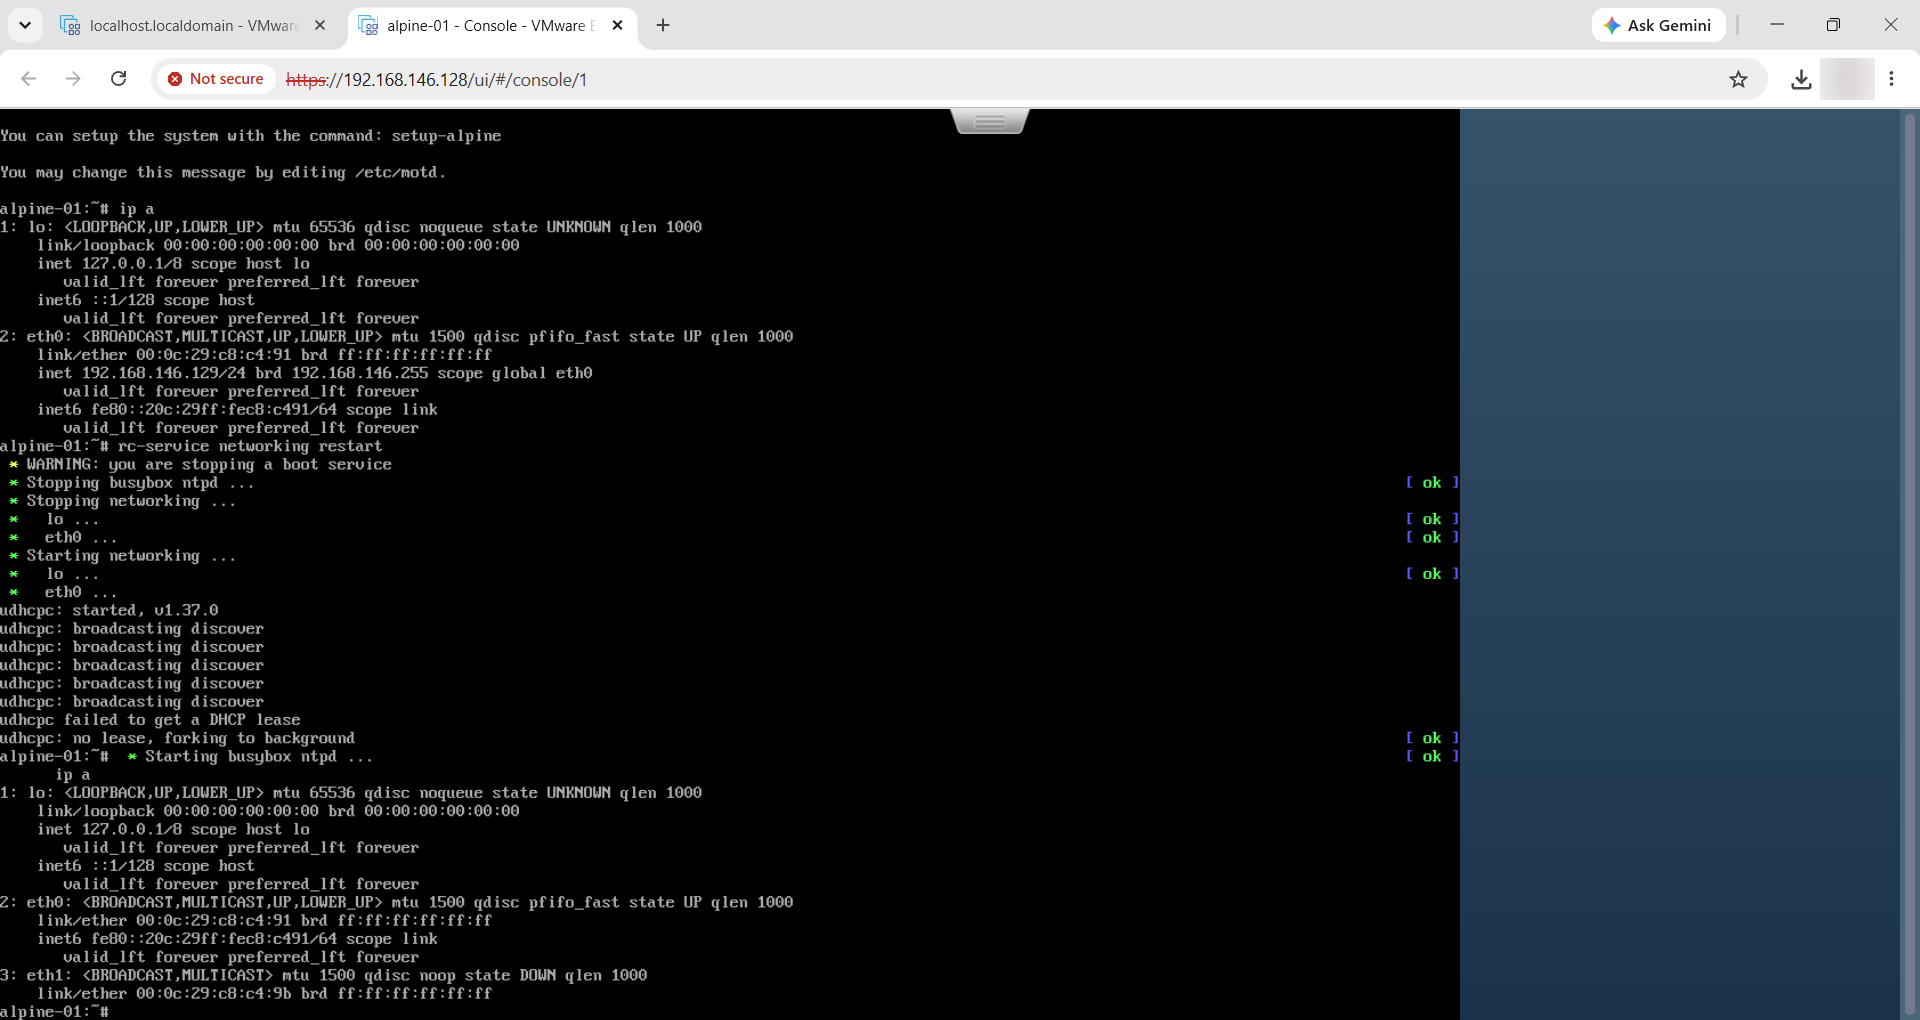 localhost.localdomain - VMware
alpine-01 - Console - VMware E
Ask Gemini
Not secure
https://192.168.146.128/ui/#/console/1
You can setup the system with the command: setup-alpine
You may change this message by editing /etc/motd.
alpine-01:~# ip a
1: lo: <LOOPBACK,UP,LOWER_UP> mtu 65536 qdisc noqueue state UNKNOWN qlen 1000
    link/loopback 00:00:00:00:00:00 brd 00:00:00:00:00:00
    inet 127.0.0.1/8 scope host lo
       valid_lft forever preferred_lft forever
    inet6 ::1/128 scope host
       valid_lft forever preferred_lft forever
2: eth0: <BROADCAST,MULTICAST,UP,LOWER_UP> mtu 1500 qdisc pfifo_fast state UP qlen 1000
    link/ether 00:0c:29:c8:c4:91 brd ff:ff:ff:ff:ff:ff
    inet 192.168.146.129/24 brd 192.168.146.255 scope global eth0
       valid_lft forever preferred_lft forever
    inet6 fe80::20c:29ff:fec8:c491/64 scope link
       valid_lft forever preferred_lft forever
alpine-01:~# rc-service networking restart
 * WARNING: you are stopping a boot service
 * Stopping busybox ntpd ... [ ok ]
 * Stopping networking ...
 *   lo ... [ ok ]
 *   eth0 ... [ ok ]
 * Starting networking ...
 *   lo ... [ ok ]
 *   eth0 ...
udhcpc: started, v1.37.0
udhcpc: broadcasting discover
udhcpc: broadcasting discover
udhcpc: broadcasting discover
udhcpc: broadcasting discover
udhcpc: broadcasting discover
udhcpc failed to get a DHCP lease
udhcpc: no lease, forking to background [ ok ]
alpine-01:~#  * Starting busybox ntpd ... [ ok ]
      ip a
1: lo: <LOOPBACK,UP,LOWER_UP> mtu 65536 qdisc noqueue state UNKNOWN qlen 1000
    link/loopback 00:00:00:00:00:00 brd 00:00:00:00:00:00
    inet 127.0.0.1/8 scope host lo
       valid_lft forever preferred_lft forever
    inet6 ::1/128 scope host
       valid_lft forever preferred_lft forever
2: eth0: <BROADCAST,MULTICAST,UP,LOWER_UP> mtu 1500 qdisc pfifo_fast state UP qlen 1000
    link/ether 00:0c:29:c8:c4:91 brd ff:ff:ff:ff:ff:ff
    inet6 fe80::20c:29ff:fec8:c491/64 scope link
       valid_lft forever preferred_lft forever
3: eth1: <BROADCAST,MULTICAST> mtu 1500 qdisc noop state DOWN qlen 1000
    link/ether 00:0c:29:c8:c4:9b brd ff:ff:ff:ff:ff:ff
alpine-01:~#